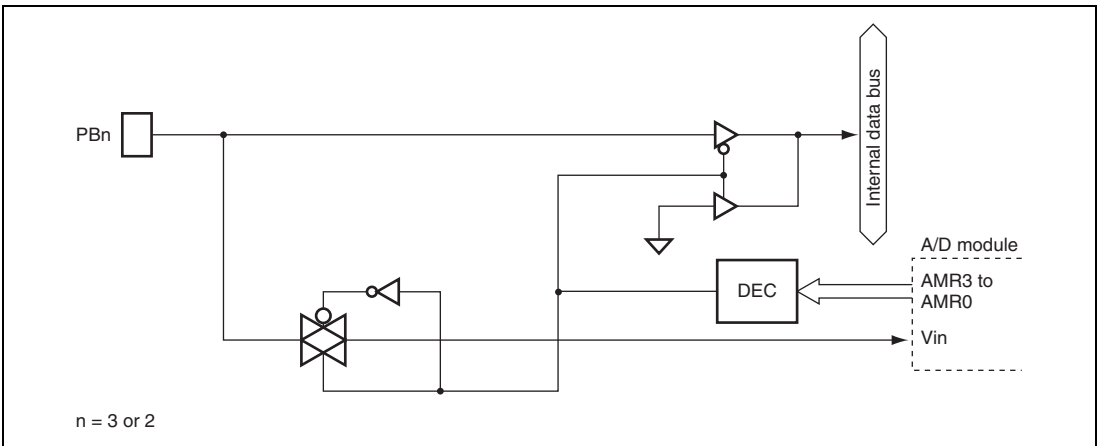 PBn
Internal data bus
A/D module
DEC
AMR3 to
AMR0
Vin
n = 3 or 2